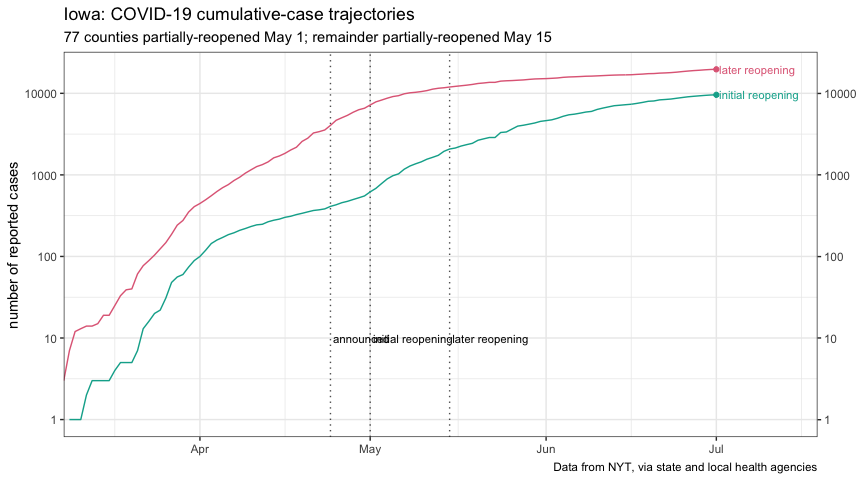 Iowa: COVID-19 cumulative-case trajectories
77 counties partially-reopened May 1; remainder partially-reopened May 15
number of reported cases
later reopening
initial reopening
10000
10000
1000
1000
100
100
10
10
1
1
announced
initial reopening
later reopening
Apr
May
Jun
Jul
Data from NYT, via state and local health agencies